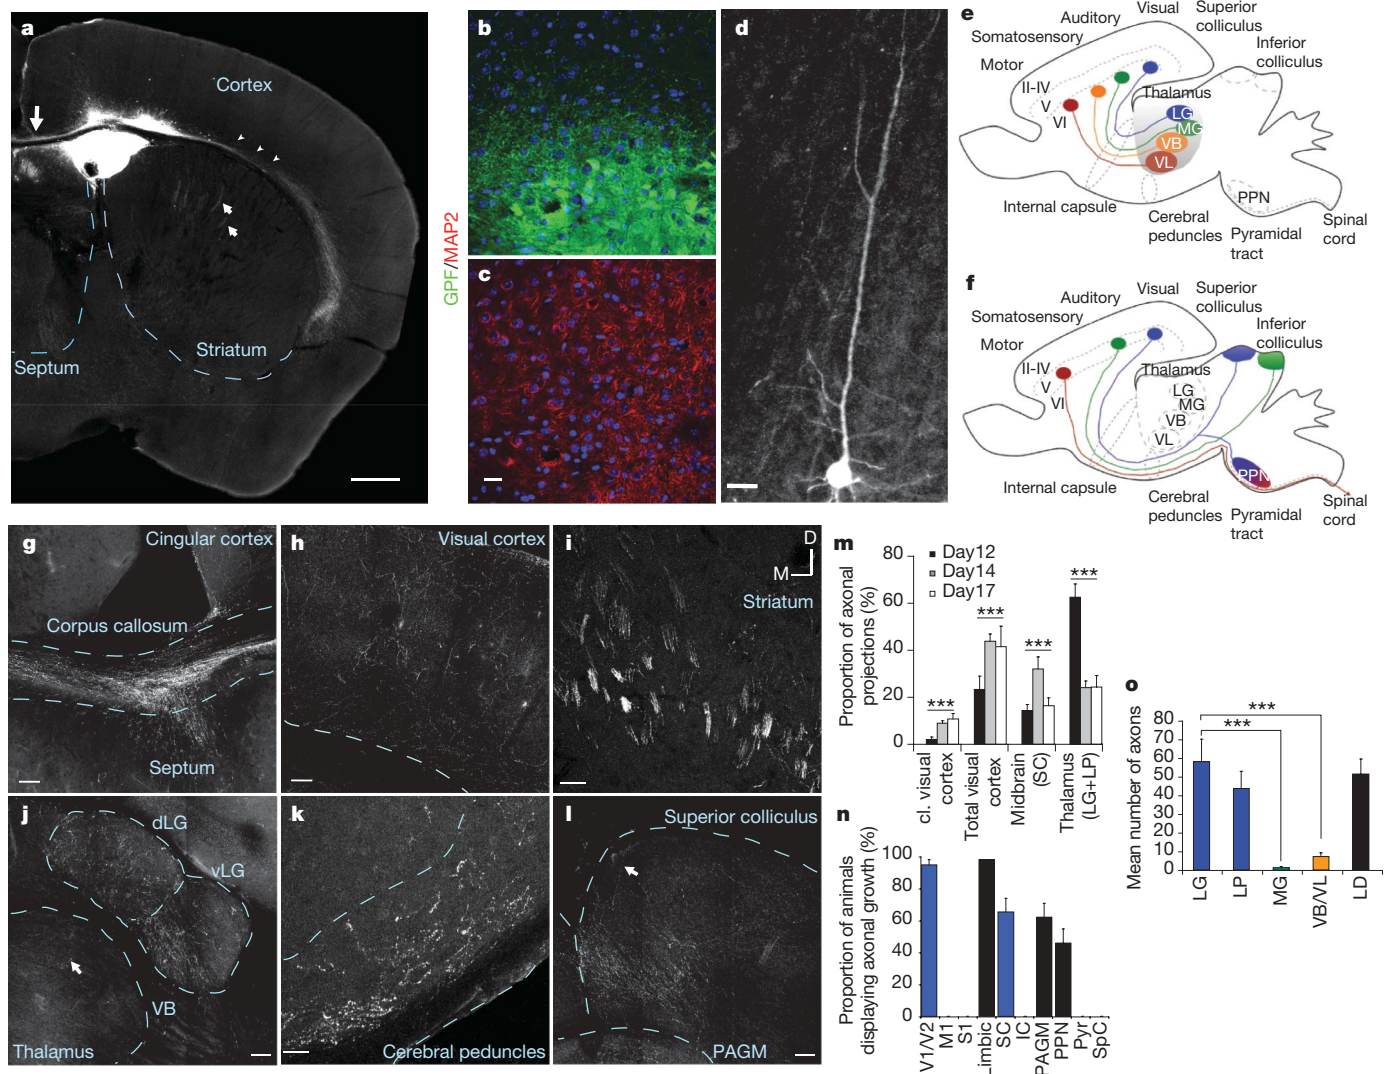 a
Cortex
Striatum
Septum
b
GPF/MAP2
c
d
e
Visual
Auditory
Somatosensory
Motor
II-IV
V
VI
Superior
colliculus
Inferior
colliculus
Thalamus
LG
MG
VB
VL
PPN
Internal capsule
Cerebral
peduncles
Pyramidal
tract
Spinal
cord
f
Visual
Auditory
Somatosensory
Motor
II-IV
V
VI
Superior
colliculus
Inferior
colliculus
Thalamus
LG
MG
VB
VL
PPN
Internal capsule
Cerebral
peduncles
Pyramidal
tract
Spinal
cord
g
Cingular cortex
Corpus callosum
Septum
h
Visual cortex
i
D
M
Striatum
j
dLG
vLG
VB
Thalamus
k
Cerebral peduncles
l
Superior colliculus
PAGM
m
Proportion of axonal
projections (%)
80
60
40
20
0
Day12
Day14
Day17
***
***
***
***
cl. visual
cortex
Total visual
cortex
Midbrain
(SC)
Thalamus
(LG+LP)
n
Proportion of animals
displaying axonal growth (%)
100
80
60
40
20
0
V1/V2
M1
S1
Limbic
SC
IC
PAGM
PPN
Pyr
SpC
o
Mean number of axons
80
70
60
50
40
30
20
10
0
***
***
LG
LP
MG
VB/VL
LD